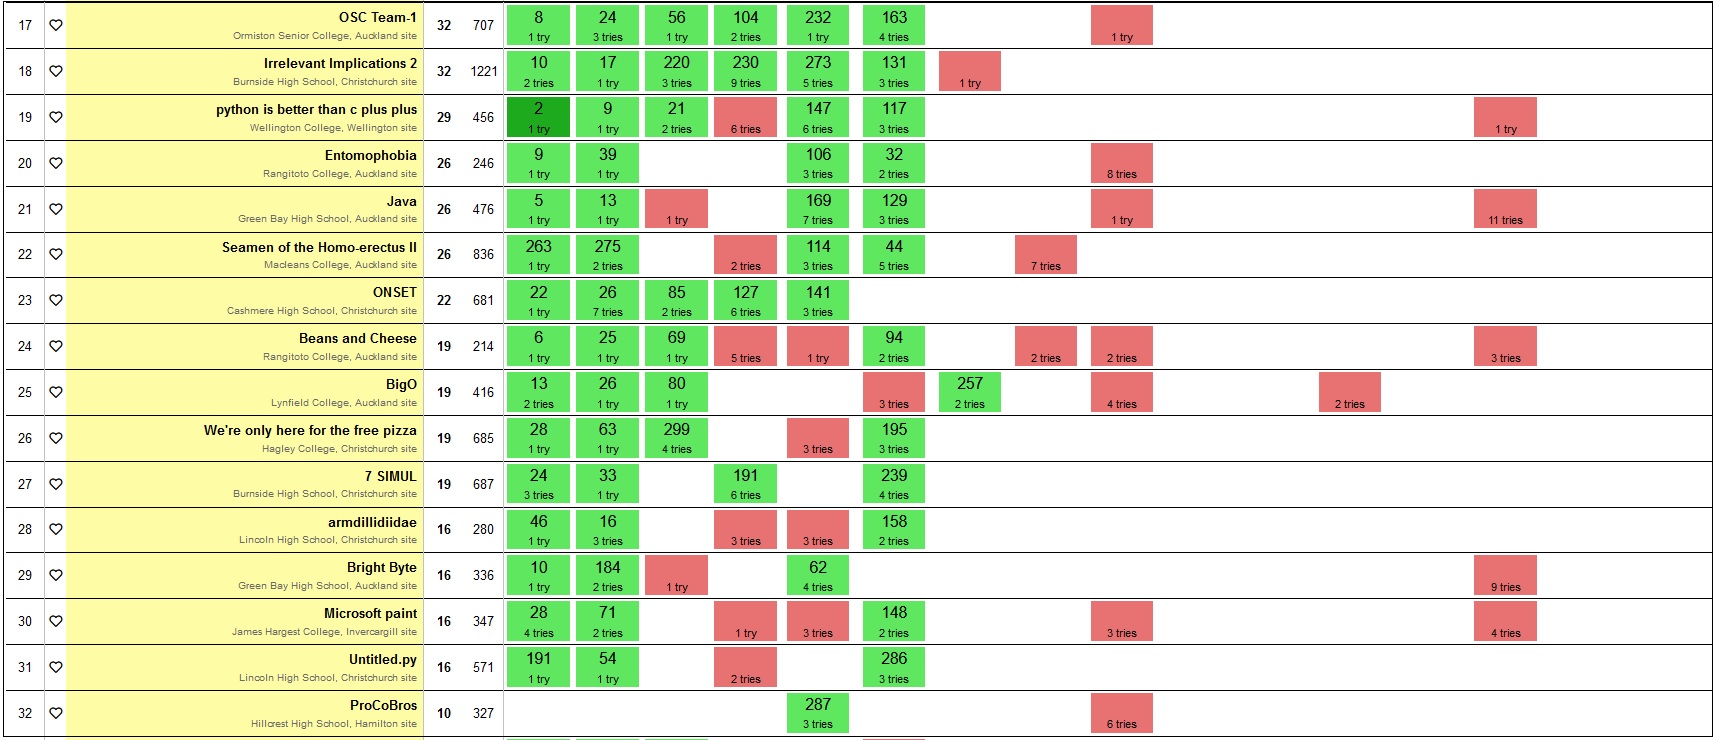 17 OSC Team-1 32 707 8 24 56 104 232 163
Ormiston Senior College, Auckland site 1 try 3 tries 1 try 2 tries 1 try 4 tries 1 try
18 Irrelevant Implications 2 32 1221 10 17 220 230 273 131
Burnside High School, Christchurch site 2 tries 1 try 3 tries 9 tries 5 tries 3 tries 1 try
19 python is better than c plus plus 29 456 2 9 21 147 117
Wellington College, Wellington site 1 try 1 try 2 tries 6 tries 6 tries 3 tries 1 try
20 Entomophobia 26 246 9 39 106 32
Rangitoto College, Auckland site 1 try 1 try 3 tries 2 tries 8 tries
21 Java 26 476 5 13 169 129
Green Bay High School, Auckland site 1 try 1 try 1 try 7 tries 3 tries 1 try 11 tries
22 Seamen of the Homo-erectus II 26 836 263 275 114 44
Macleans College, Auckland site 1 try 2 tries 2 tries 3 tries 5 tries 7 tries
23 ONSET 22 681 22 26 85 127 141
Cashmere High School, Christchurch site 1 try 7 tries 2 tries 6 tries 3 tries
24 Beans and Cheese 19 214 6 25 69 94
Rangitoto College, Auckland site 1 try 1 try 1 try 5 tries 1 try 2 tries 2 tries 2 tries 3 tries
25 BigO 19 416 13 26 80 257
Lynfield College, Auckland site 2 tries 1 try 1 try 3 tries 2 tries 4 tries 2 tries
26 We're only here for the free pizza 19 685 28 63 299 195
Hagley College, Christchurch site 1 try 1 try 4 tries 3 tries 3 tries
27 7 SIMUL 19 687 24 33 191 239
Burnside High School, Christchurch site 3 tries 1 try 6 tries 4 tries
28 armdillidiidae 16 280 46 16 158
Lincoln High School, Christchurch site 1 try 3 tries 3 tries 3 tries 2 tries
29 Bright Byte 16 336 10 184 62
Green Bay High School, Auckland site 1 try 2 tries 1 try 4 tries 9 tries
30 Microsoft paint 16 347 28 71 148
James Hargest College, Invercargill site 4 tries 2 tries 1 try 3 tries 2 tries 3 tries 4 tries
31 Untitled.py 16 571 191 54 286
Lincoln High School, Christchurch site 1 try 1 try 2 tries 3 tries
32 ProCoBros 10 327 287
Hillcrest High School, Hamilton site 3 tries 6 tries